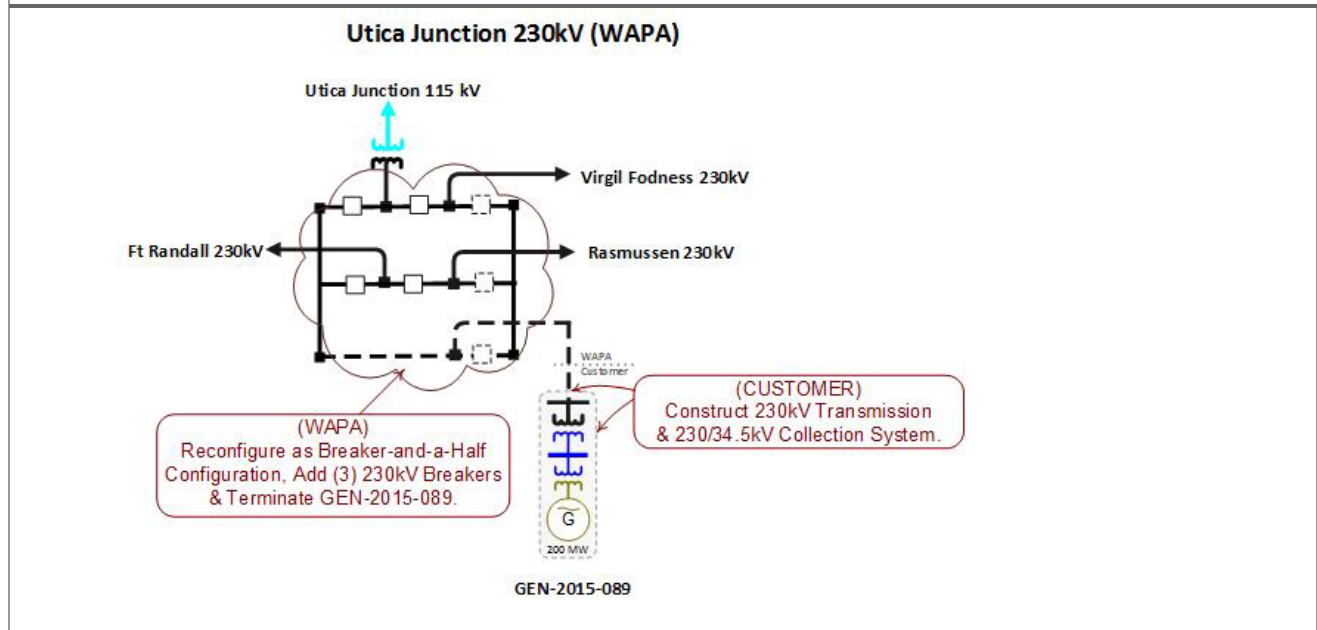 Utica Junction 230kV (WAPA)
Utica Junction 115 kV
Virgil Fodness 230kV
Ft Randall 230kV
Rasmussen 230kV
WAPA
Customer
(CUSTOMER)
Construct 230kV Transmission
& 230/34.5kV Collection System.
(WAPA)
Reconfigure as Breaker-and-a-Half
Configuration, Add (3) 230kV Breakers
& Terminate GEN-2015-089.
G
200 MW
GEN-2015-089